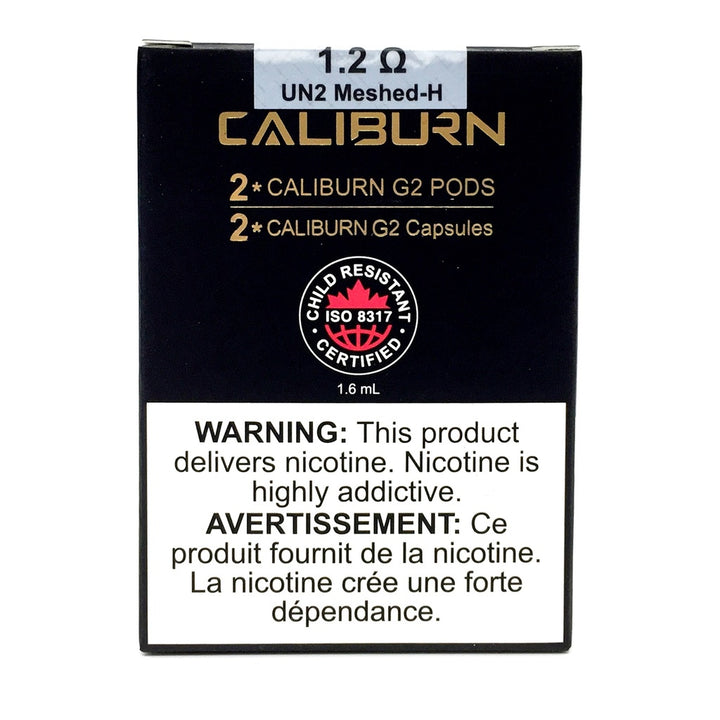 1.2 Ω
UN2 Meshed-H
CALIBURN
2* CALIBURN G2 PODS
2* CALIBURN G2 Capsules
CHILD RESISTANT
ISO 8317
· CERTIFIED ·
1.6 mL
WARNING: This product
delivers nicotine. Nicotine is
highly addictive.
AVERTISSEMENT: Ce
produit fournit de la nicotine.
La nicotine crée une forte
dépendance.